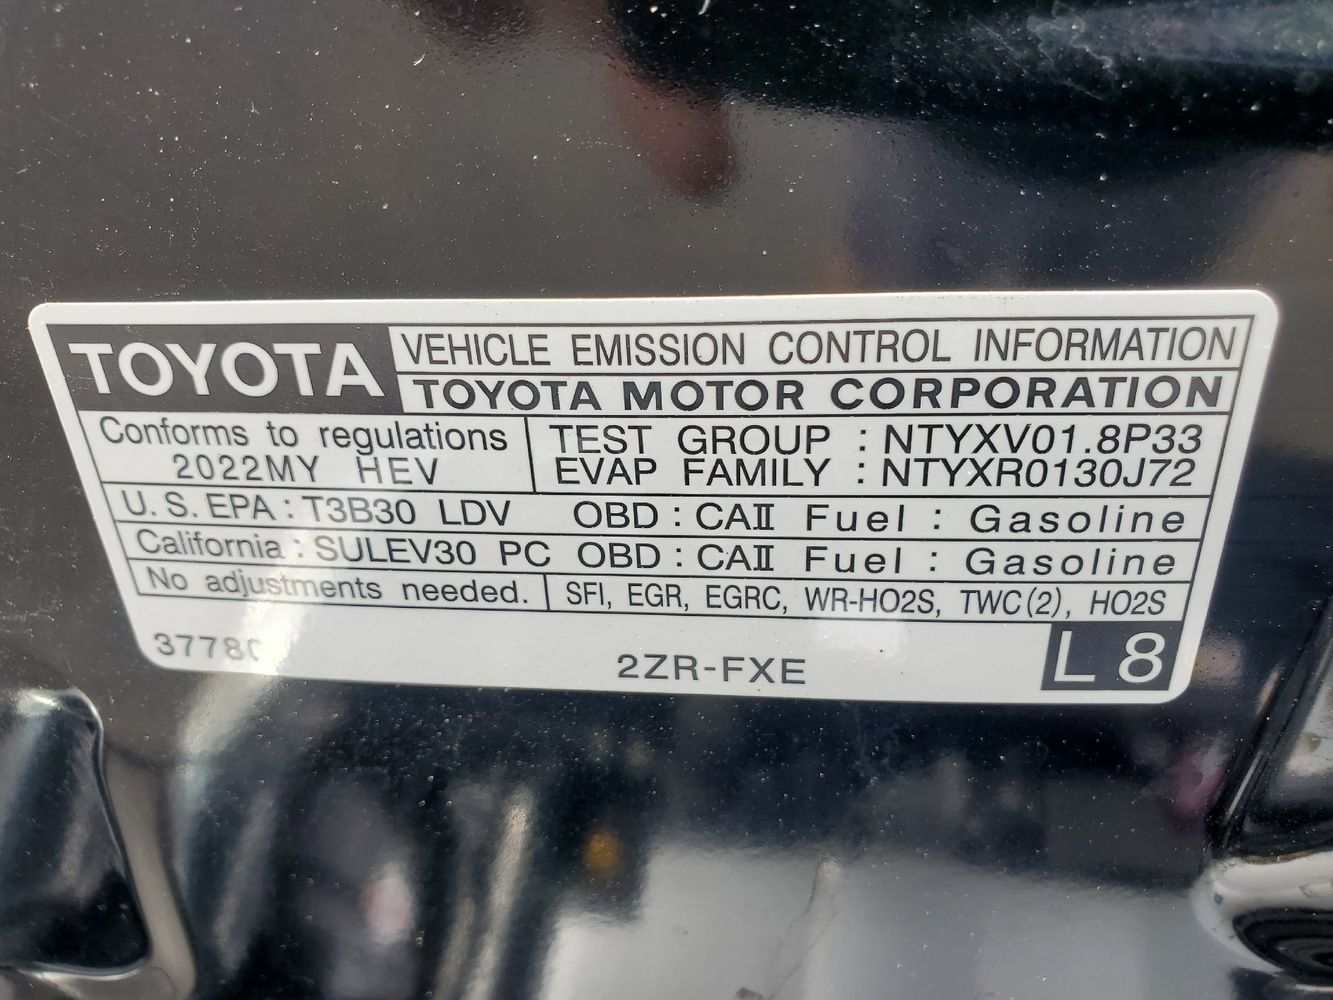 TOYOTA VEHICLE EMISSION CONTROL INFORMATION
TOYOTA MOTOR CORPORATION
Conforms to regulations
2022MY HEV
TEST GROUP : NTYXV01.8P33
EVAP FAMILY : NTYXR0130J72
U.S.EPA : T3B30 LDV OBD : CAⅡ Fuel : Gasoline
California : SULEV30 PC OBD : CAⅡ Fuel : Gasoline
No adjustments needed. SFI, EGR, EGRC, WR-HO2S, TWC(2), HO2S
2ZR-FXE
L 8